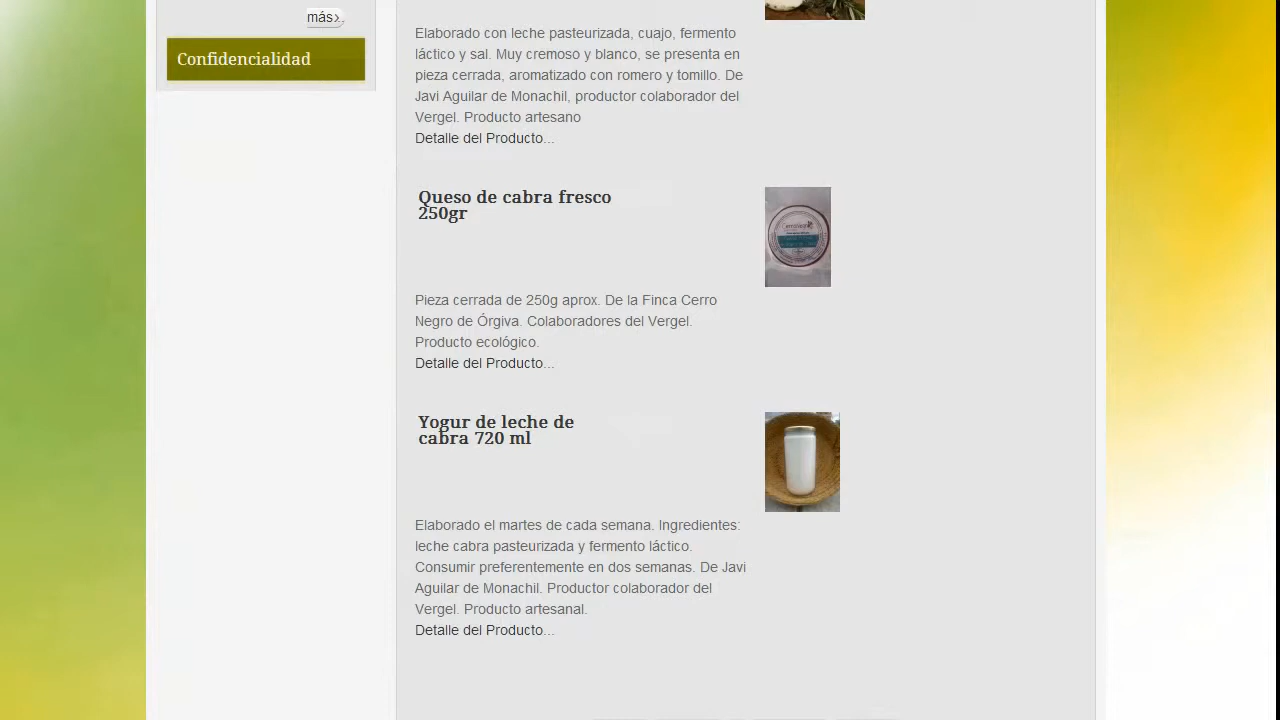 más
Confidencialidad
Elaborado con leche pasteurizada, cuajo, fermento
láctico y sal. Muy cremoso y blanco, se presenta en
pieza cerrada, aromatizado con romero y tomillo. De
Javi Aguilar de Monachil, productor colaborador del
Vergel. Producto artesano
Detalle del Producto...
Queso de cabra fresco
250gr
Pieza cerrada de 250g aprox. De la Finca Cerro
Negro de Órgiva. Colaboradores del Vergel.
Producto ecológico.
Detalle del Producto...
Yogur de leche de
cabra 720 ml
Elaborado el martes de cada semana. Ingredientes:
leche cabra pasteurizada y fermento láctico.
Consumir preferentemente en dos semanas. De Javi
Aguilar de Monachil. Productor colaborador del
Vergel. Producto artesanal.
Detalle del Producto...